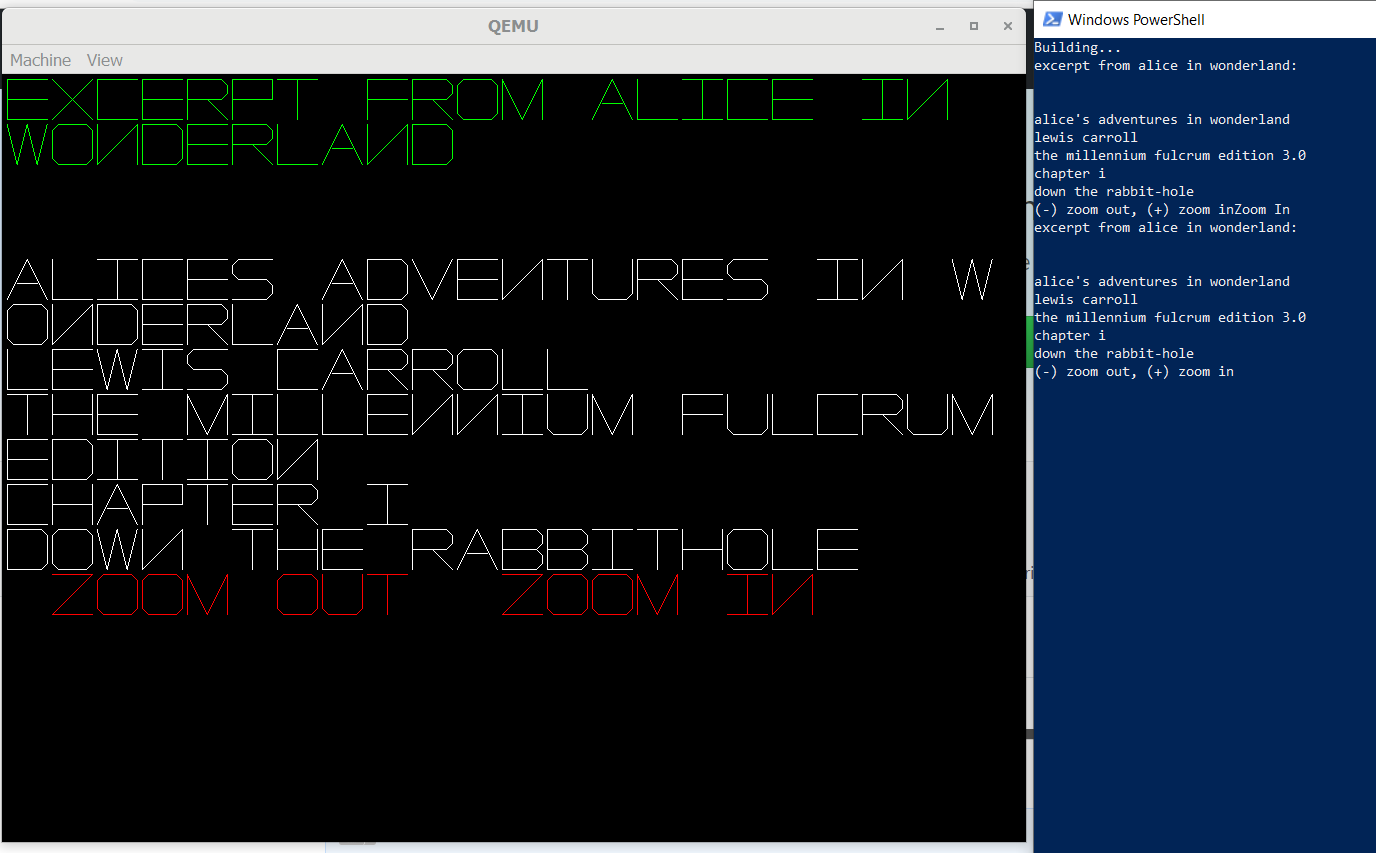 QEMU
Machine View
EXCERPT FROM ALICE IN
WONDERLAND
ALICES ADVENTURES IN W
ONDERLAND
LEWIS CARROLL
THE MILLENNIUM FULCRUM
EDITION
CHAPTER I
DOWN THE RABBITHOLE
ZOOM OUT ZOOM IN
Windows PowerShell
Building...
excerpt from alice in wonderland:
alice's adventures in wonderland
lewis carroll
the millennium fulcrum edition 3.0
chapter i
down the rabbit-hole
(-) zoom out, (+) zoom inZoom In
excerpt from alice in wonderland:
alice's adventures in wonderland
lewis carroll
the millennium fulcrum edition 3.0
chapter i
down the rabbit-hole
(-) zoom out, (+) zoom in